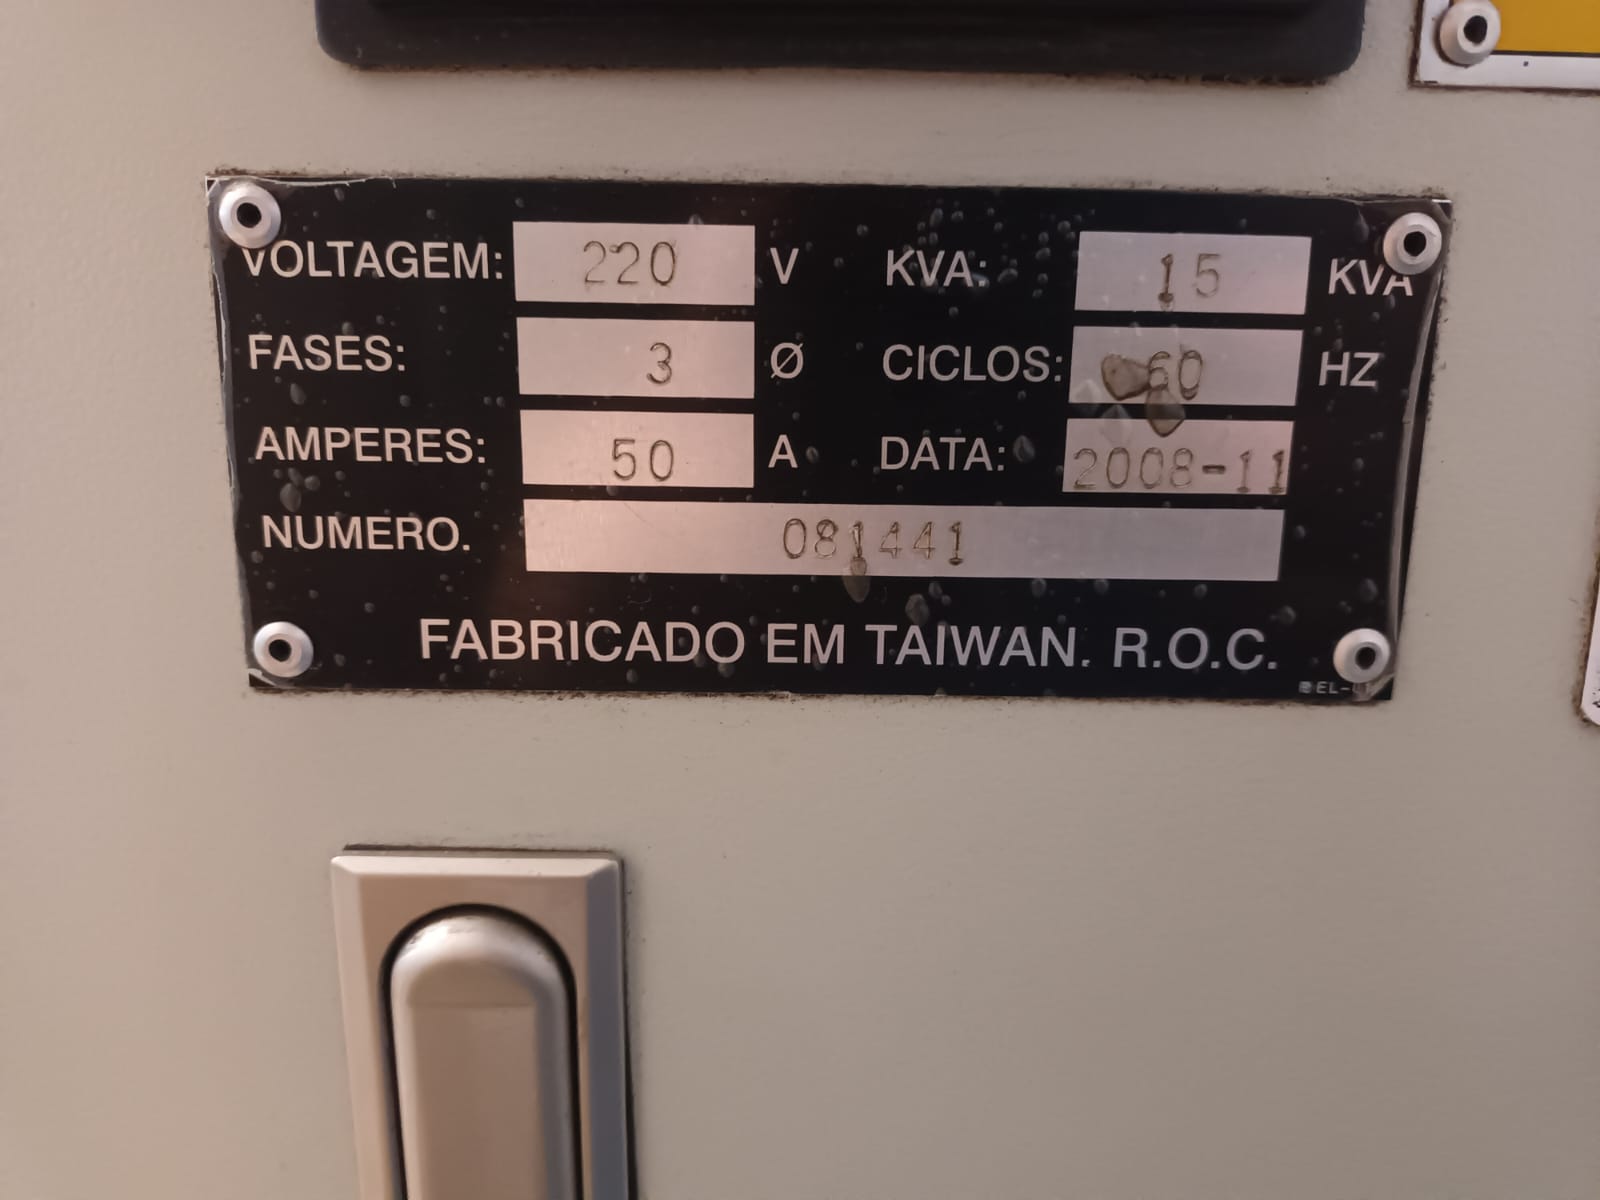 VOLTAGEM: 220 V KVA: 15 KVA
FASES: 3 Ø CICLOS: 60 HZ
AMPERES: 50 A DATA: 2008-11
NUMERO. 081441
FABRICADO EM TAIWAN. R.O.C.